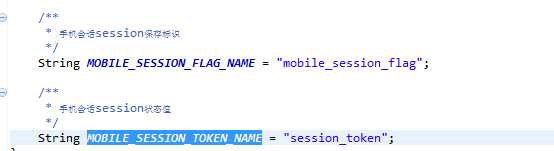 /**
* 手机会话session保存标识
*/
String MOBILE_SESSION_FLAG_NAME = "mobile_session_flag";
/**
* 手机会话session状态值
*/
String MOBILE_SESSION_TOKEN_NAME = "session_token";